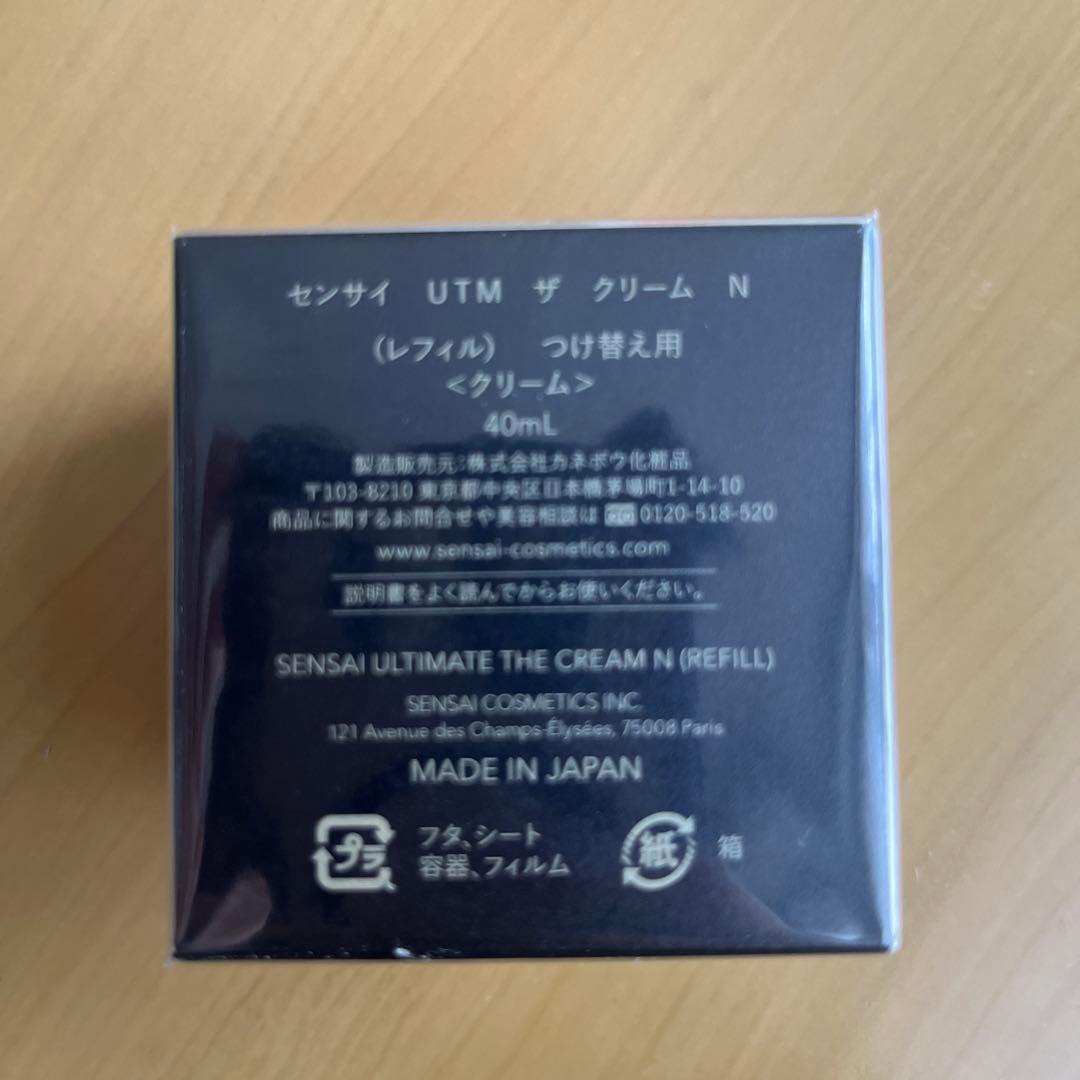 センサイ UTM ザ クリーム N
(レフィル) つけ替え用
<クリーム>
40mL
製造販売元:株式会社カネボウ化粧品
〒103-8210 東京都中央区日本橋茅場町1-14-10
商品に関するお問合せや美容相談は 0120-518-520
www.sensai-cosmetics.com
説明書をよく読んでからお使いください。
SENSAI ULTIMATE THE CREAM N (REFILL)
SENSAI COSMETICS INC.
121 Avenue des Champs-Élysées, 75008 Paris
MADE IN JAPAN
プラ フタ、シート
容器、フィルム
紙 箱